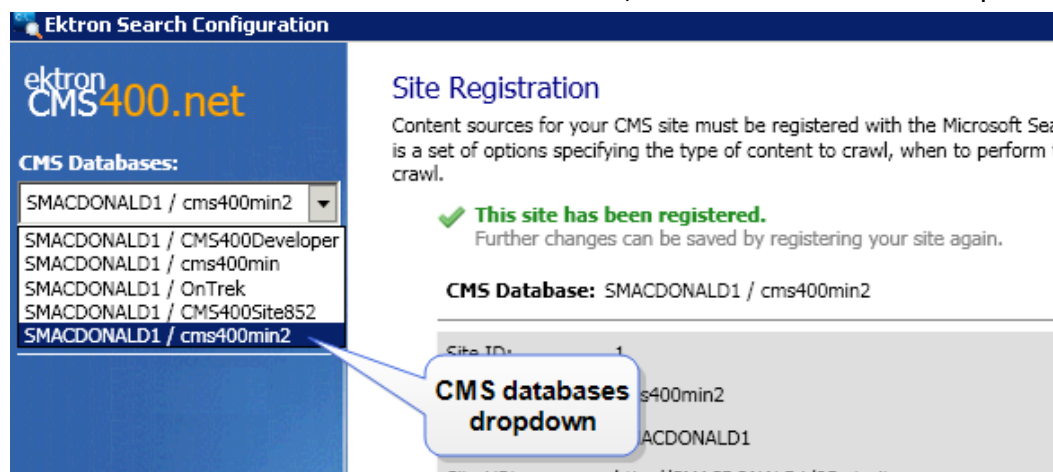 Ektron Search Configuration
ektron
CMS400.net
CMS Databases:
SMACDONALD1 / cms400min2
SMACDONALD1 / CMS400Developer
SMACDONALD1 / cms400min
SMACDONALD1 / OnTrek
SMACDONALD1 / CMS400Site852
SMACDONALD1 / cms400min2
Site Registration
Content sources for your CMS site must be registered with the Microsoft Sea
is a set of options specifying the type of content to crawl, when to perform
crawl.
This site has been registered.
Further changes can be saved by registering your site again.
CMS Database: SMACDONALD1 / cms400min2
Site ID: 1
s400min2
ACDONALD1
CMS databases
dropdown